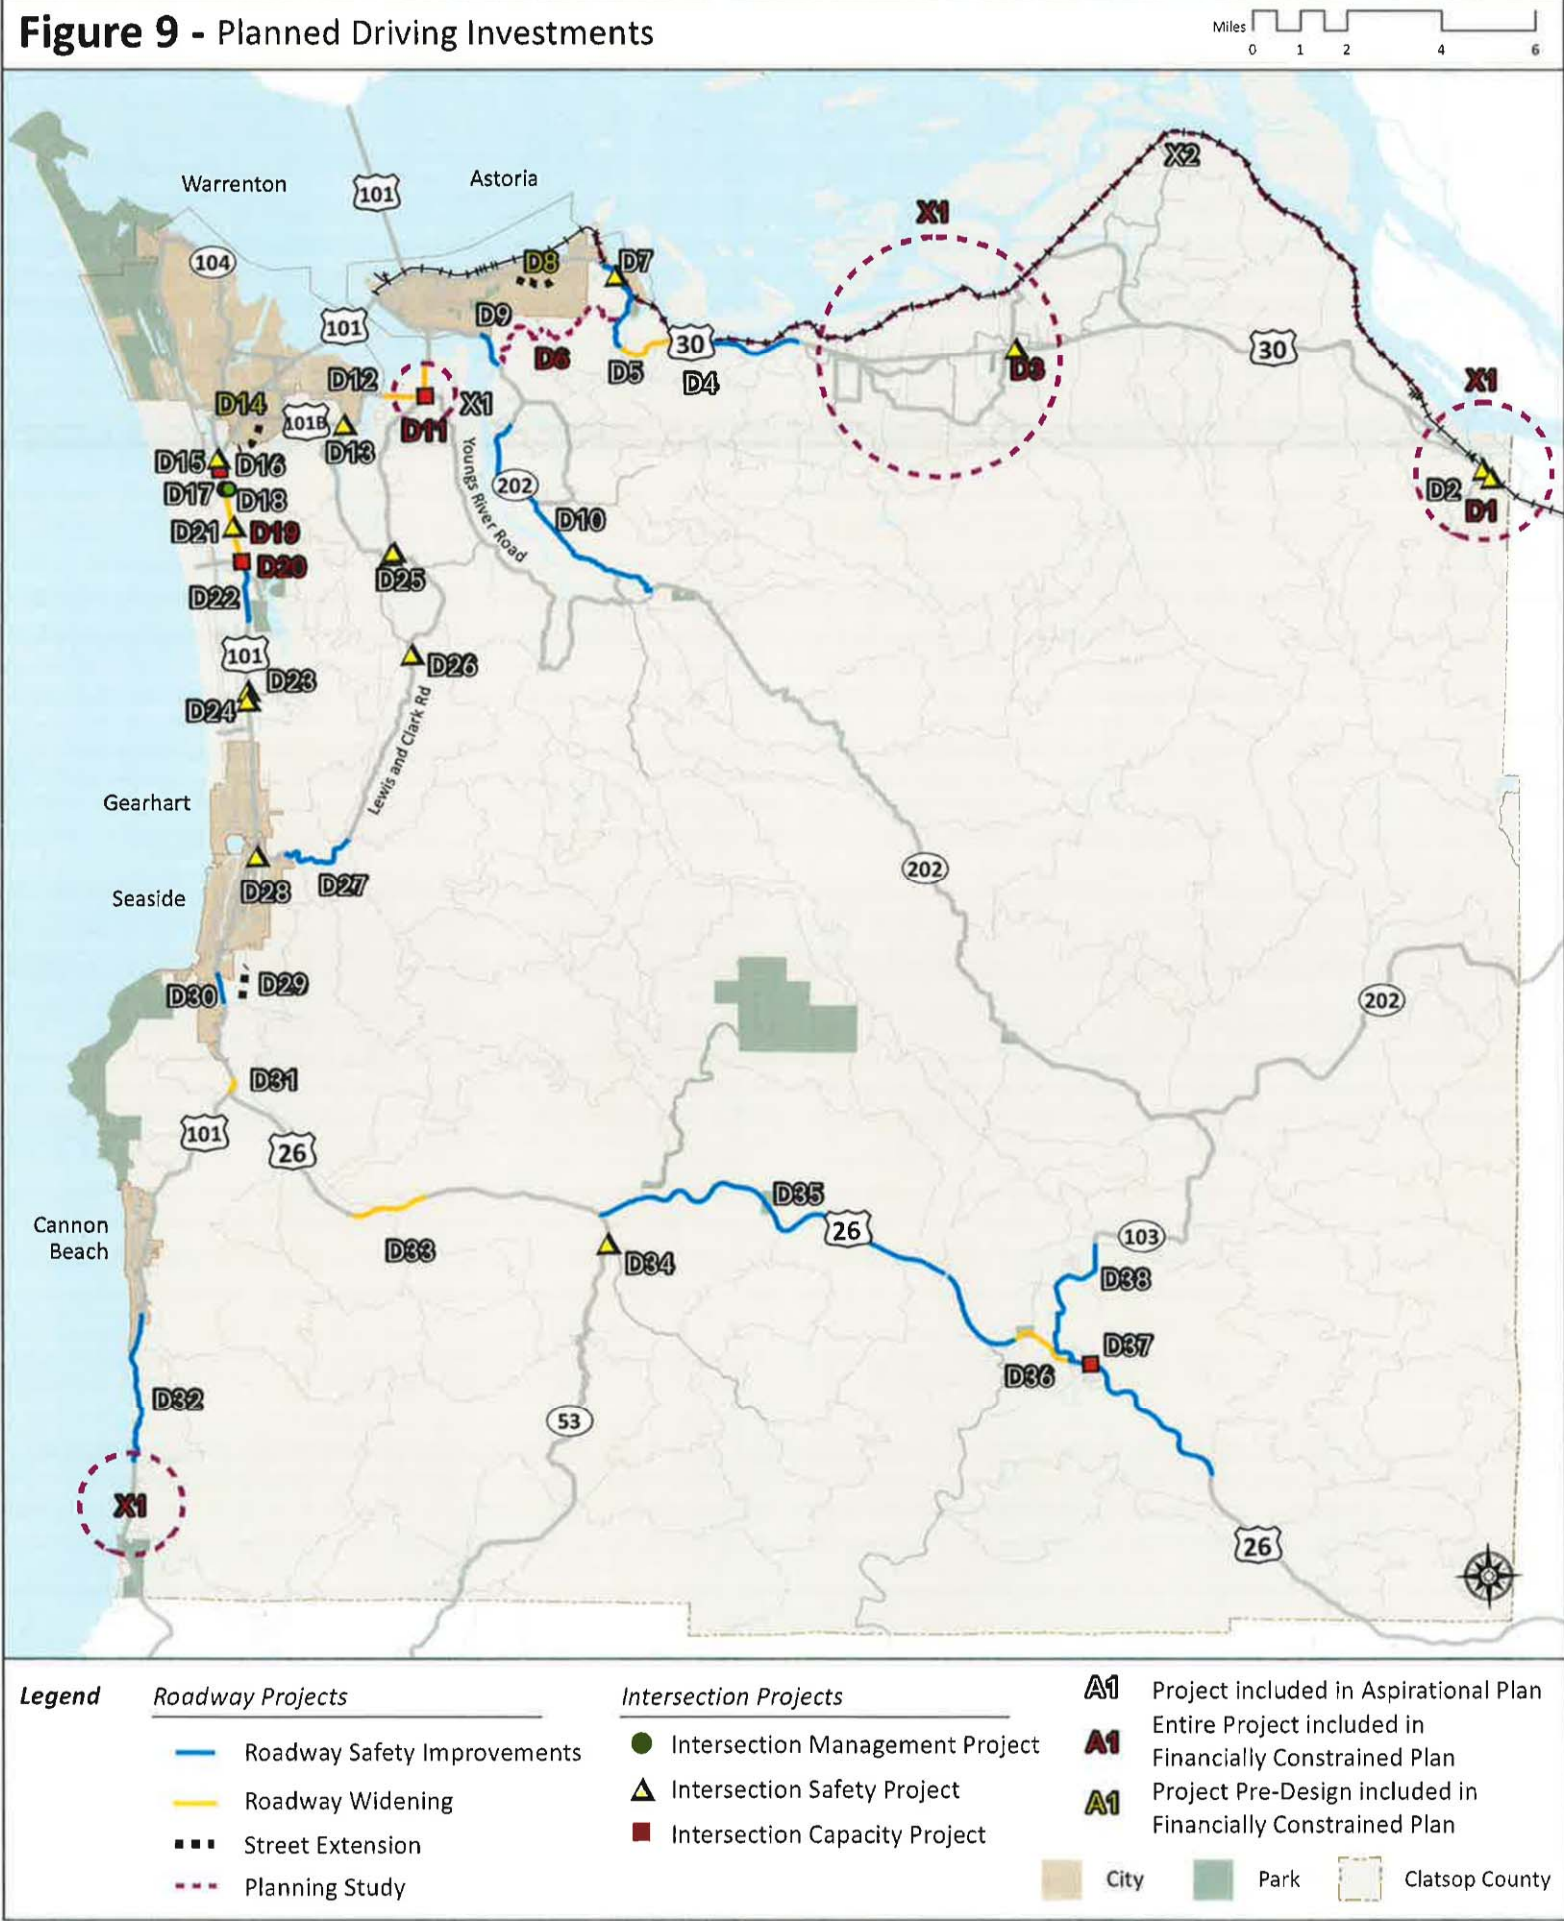 Figure 9 - Planned Driving Investments
Miles
0 1 2 4 6
Warrenton
101
Astoria
X2
X1
104
D8
D7
D9
101
30
30
D6
D5
D4
D3
D12
X1
X1
D14
101B
D11
D13
D15
D16
Youngs River Road
202
D2
D1
D17
D18
D10
D21
D19
D20
D25
D22
101
D26
D23
D24
Lewis and Clark Rd
Gearhart
202
D28
D27
Seaside
D30
D29
202
D31
101
26
D35
Cannon
Beach
26
103
D33
D34
D38
D37
D36
D32
53
X1
26
Legend
Roadway Projects
Roadway Safety Improvements
Roadway Widening
Street Extension
Planning Study
Intersection Projects
Intersection Management Project
Intersection Safety Project
Intersection Capacity Project
A1 Project included in Aspirational Plan
A1 Entire Project included in
Financially Constrained Plan
A1 Project Pre-Design included in
Financially Constrained Plan
City
Park
Clatsop County